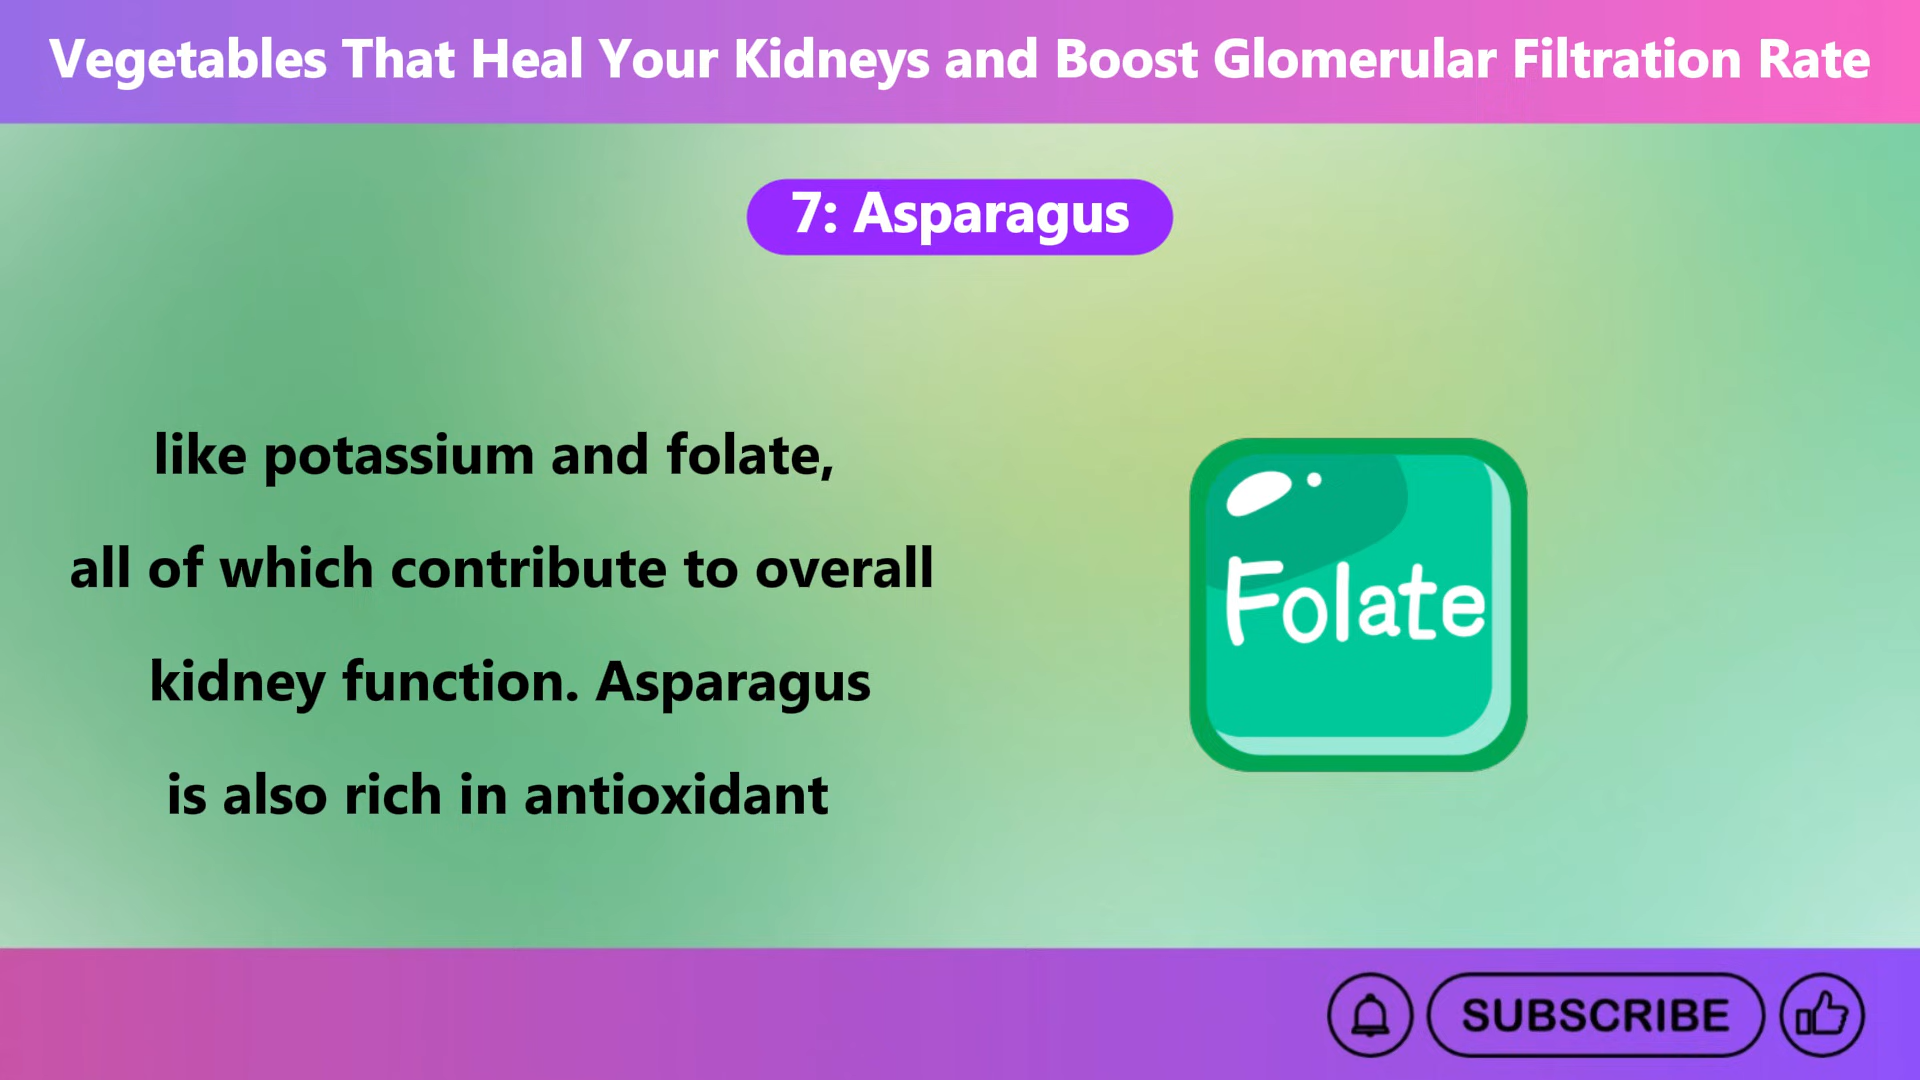 Vegetables That Heal Your Kidneys and Boost Glomerular Filtration Rate
7: Asparagus
like potassium and folate,
all of which contribute to overall
kidney function. Asparagus
is also rich in antioxidant
Folate
SUBSCRIBE